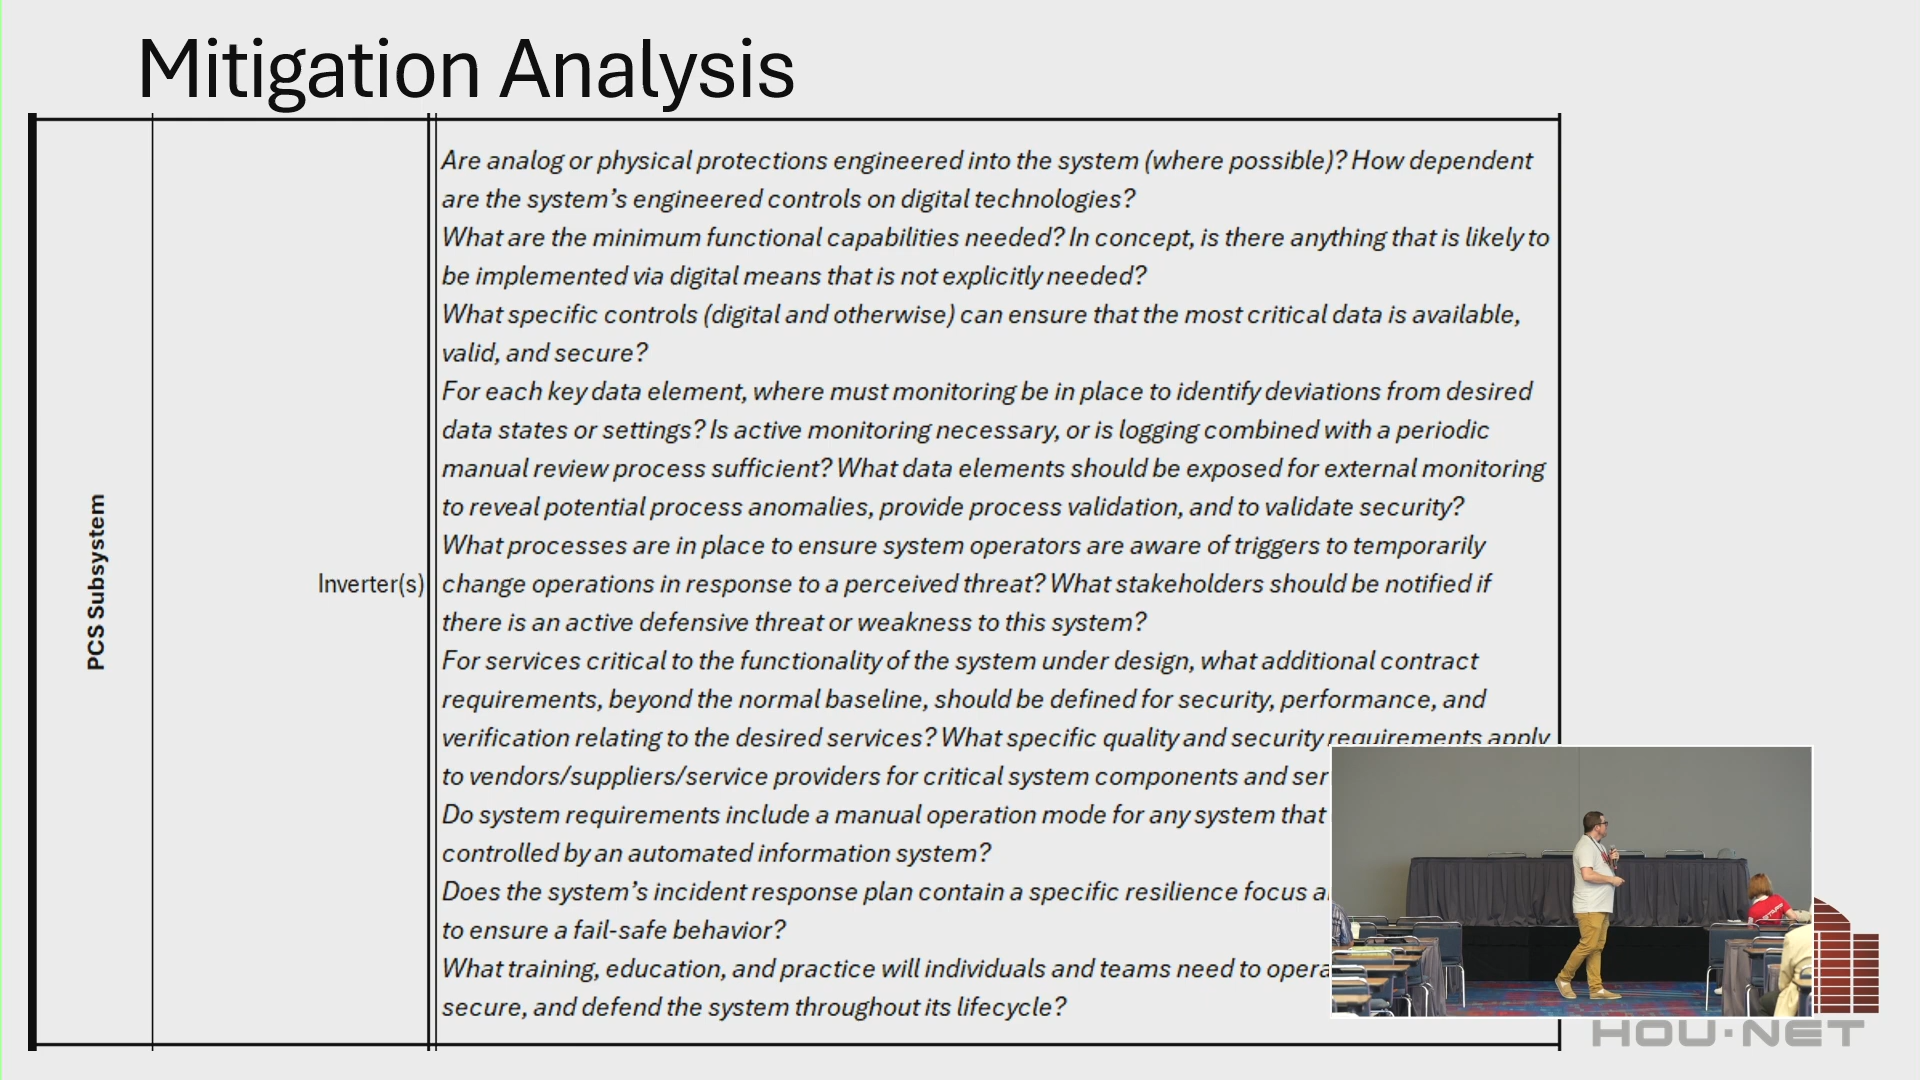 Mitigation Analysis
PCS Subsystem
Inverter(s)
Are analog or physical protections engineered into the system (where possible)? How dependent
are the system's engineered controls on digital technologies?
What are the minimum functional capabilities needed? In concept, is there anything that is likely to
be implemented via digital means that is not explicitly needed?
What specific controls (digital and otherwise) can ensure that the most critical data is available,
valid, and secure?
For each key data element, where must monitoring be in place to identify deviations from desired
data states or settings? Is active monitoring necessary, or is logging combined with a periodic
manual review process sufficient? What data elements should be exposed for external monitoring
to reveal potential process anomalies, provide process validation, and to validate security?
What processes are in place to ensure system operators are aware of triggers to temporarily
change operations in response to a perceived threat? What stakeholders should be notified if
there is an active defensive threat or weakness to this system?
For services critical to the functionality of the system under design, what additional contract
requirements, beyond the normal baseline, should be defined for security, performance, and
verification relating to the desired services? What specific quality and security requirements apply
to vendors/suppliers/service providers for critical system components and
Do system requirements include a manual operation mode for any system that
controlled by an automated information system?
Does the system's incident response plan contain a specific resilience focus
to ensure a fail-safe behavior?
What training, education, and practice will individuals and teams need to
secure, and defend the system throughout its lifecycle?
HOU·NET